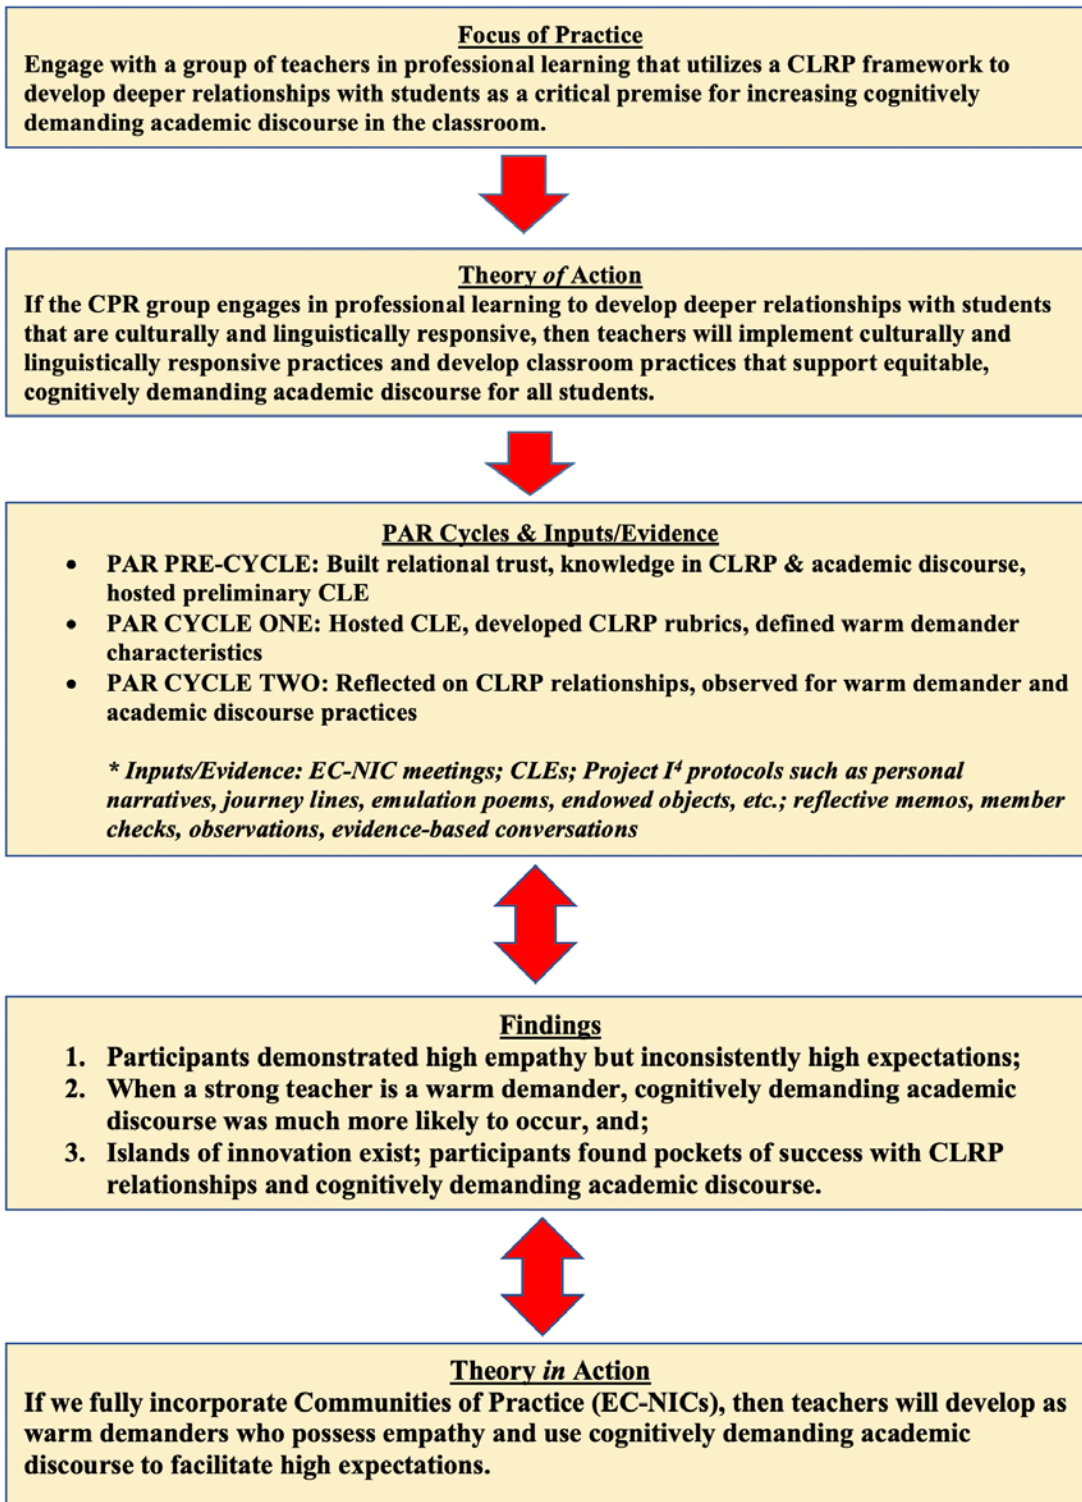 Focus of Practice
Engage with a group of teachers in professional learning that utilizes a CLRP framework to
develop deeper relationships with students as a critical premise for increasing cognitively
demanding academic discourse in the classroom.
Theory of Action
If the CPR group engages in professional learning to develop deeper relationships with students
that are culturally and linguistically responsive, then teachers will implement culturally and
linguistically responsive practices and develop classroom practices that support equitable,
cognitively demanding academic discourse for all students.
PAR Cycles & Inputs/Evidence
• PAR PRE-CYCLE: Built relational trust, knowledge in CLRP & academic discourse,
hosted preliminary CLE
• PAR CYCLE ONE: Hosted CLE, developed CLRP rubrics, defined warm demander
characteristics
• PAR CYCLE TWO: Reflected on CLRP relationships, observed for warm demander and
academic discourse practices
* Inputs/Evidence: EC-NIC meetings; CLEs; Project I⁴ protocols such as personal
narratives, journey lines, emulation poems, endowed objects, etc.; reflective memos, member
checks, observations, evidence-based conversations
Findings
1. Participants demonstrated high empathy but inconsistently high expectations;
2. When a strong teacher is a warm demander, cognitively demanding academic
discourse was much more likely to occur, and;
3. Islands of innovation exist; participants found pockets of success with CLRP
relationships and cognitively demanding academic discourse.
Theory in Action
If we fully incorporate Communities of Practice (EC-NICs), then teachers will develop as
warm demanders who possess empathy and use cognitively demanding academic
discourse to facilitate high expectations.